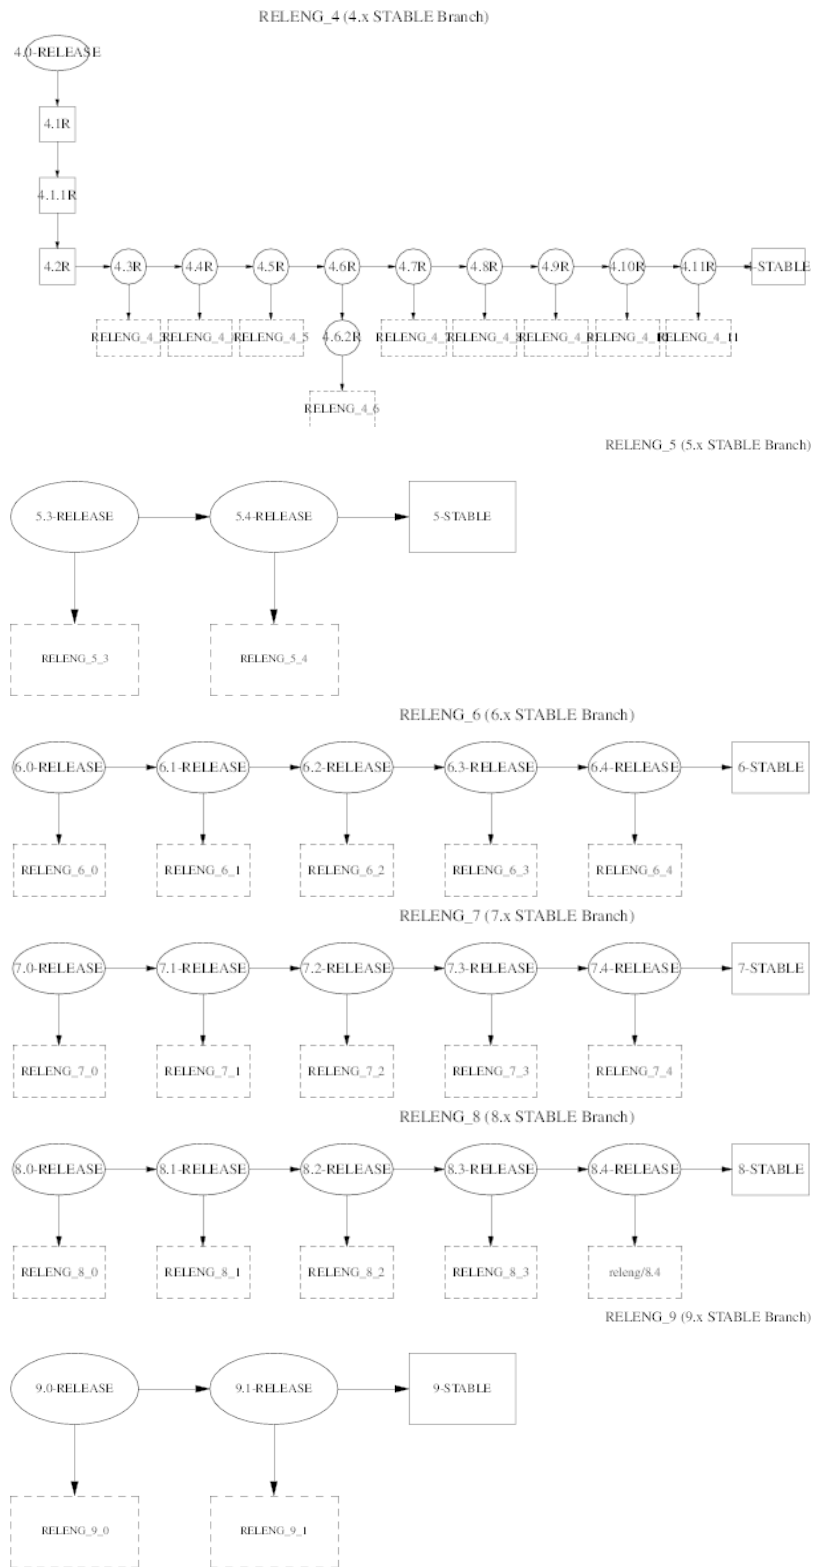 RELENG_4 (4.x STABLE Branch)
4.0-RELEASE
4.1R
4.1.1R
4.2R 4.3R 4.4R 4.5R 4.6R 4.7R 4.8R 4.9R 4.10R 4.11R 4-STABLE
RELENG_4_5 4.6.2R RELENG_4_11
RELENG_4_6
RELENG_5 (5.x STABLE Branch)
5.3-RELEASE 5.4-RELEASE 5-STABLE
RELENG_5_3 RELENG_5_4
RELENG_6 (6.x STABLE Branch)
6.0-RELEASE 6.1-RELEASE 6.2-RELEASE 6.3-RELEASE 6.4-RELEASE 6-STABLE
RELENG_6_0 RELENG_6_1 RELENG_6_2 RELENG_6_3 RELENG_6_4
RELENG_7 (7.x STABLE Branch)
7.0-RELEASE 7.1-RELEASE 7.2-RELEASE 7.3-RELEASE 7.4-RELEASE 7-STABLE
RELENG_7_0 RELENG_7_1 RELENG_7_2 RELENG_7_3 RELENG_7_4
RELENG_8 (8.x STABLE Branch)
8.0-RELEASE 8.1-RELEASE 8.2-RELEASE 8.3-RELEASE 8.4-RELEASE 8-STABLE
RELENG_8_0 RELENG_8_1 RELENG_8_2 RELENG_8_3 releng/8.4
RELENG_9 (9.x STABLE Branch)
9.0-RELEASE 9.1-RELEASE 9-STABLE
RELENG_9_0 RELENG_9_1